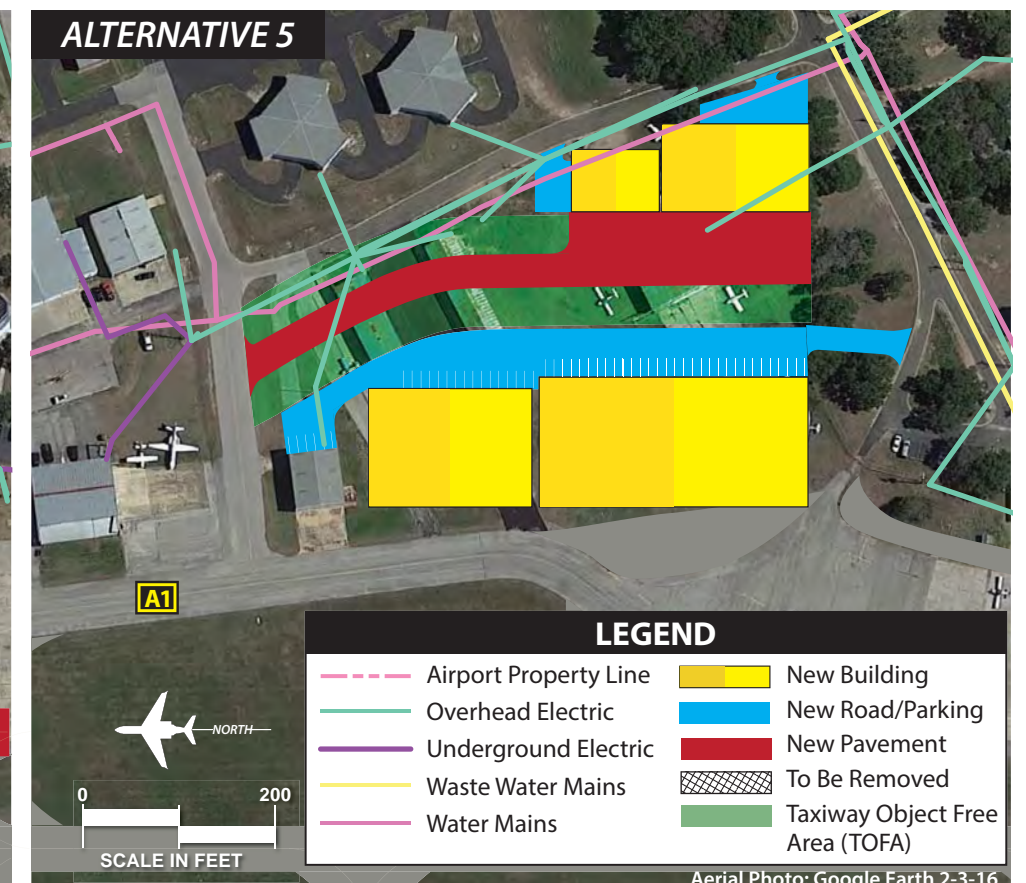 ALTERNATIVE 5
A1
NORTH
0 200
SCALE IN FEET
LEGEND
Airport Property Line
Overhead Electric
Underground Electric
Waste Water Mains
Water Mains
New Building
New Road/Parking
New Pavement
To Be Removed
Taxiway Object Free
Area (TOFA)
Aerial Photo: Google Earth 2-3-16